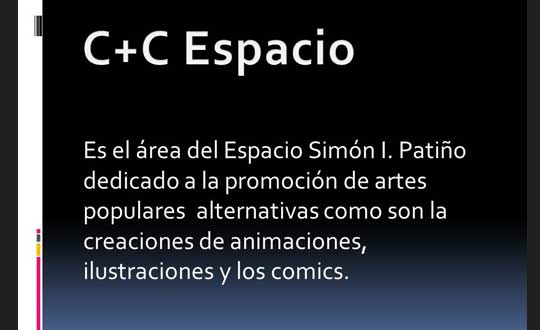 C+C Espacio
Es el área del Espacio Simón I. Patiño
dedicado a la promoción de artes
populares  alternativas como son la
creaciones de animaciones,
ilustraciones y los comics.